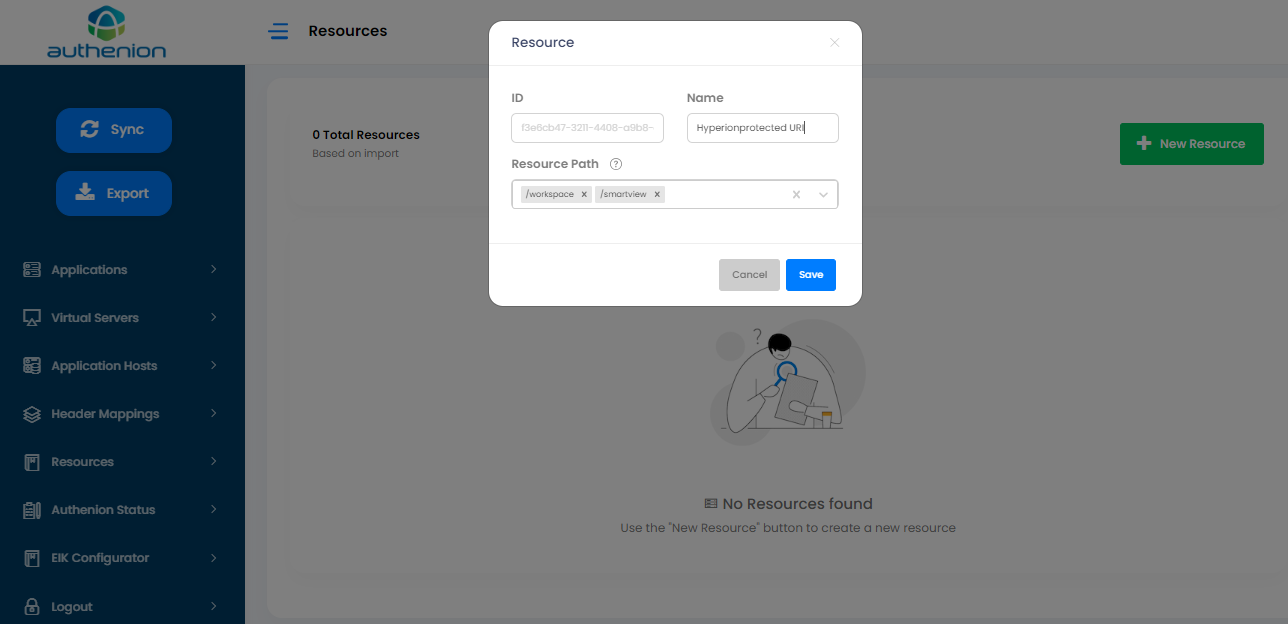 authenion
Resources
Sync
Export
Applications
Virtual Servers
Application Hosts
Header Mappings
Resources
Authenion Status
EIK Configurator
Logout
0 Total Resources
Based on import
New Resource
Resource
ID
Name
f3e6cb47-3211-4408-a9b8-
Hyperionprotected URI
Resource Path ?
/workspace × /smartview ×
Cancel
Save
?
No Resources found
Use the "New Resource" button to create a new resource